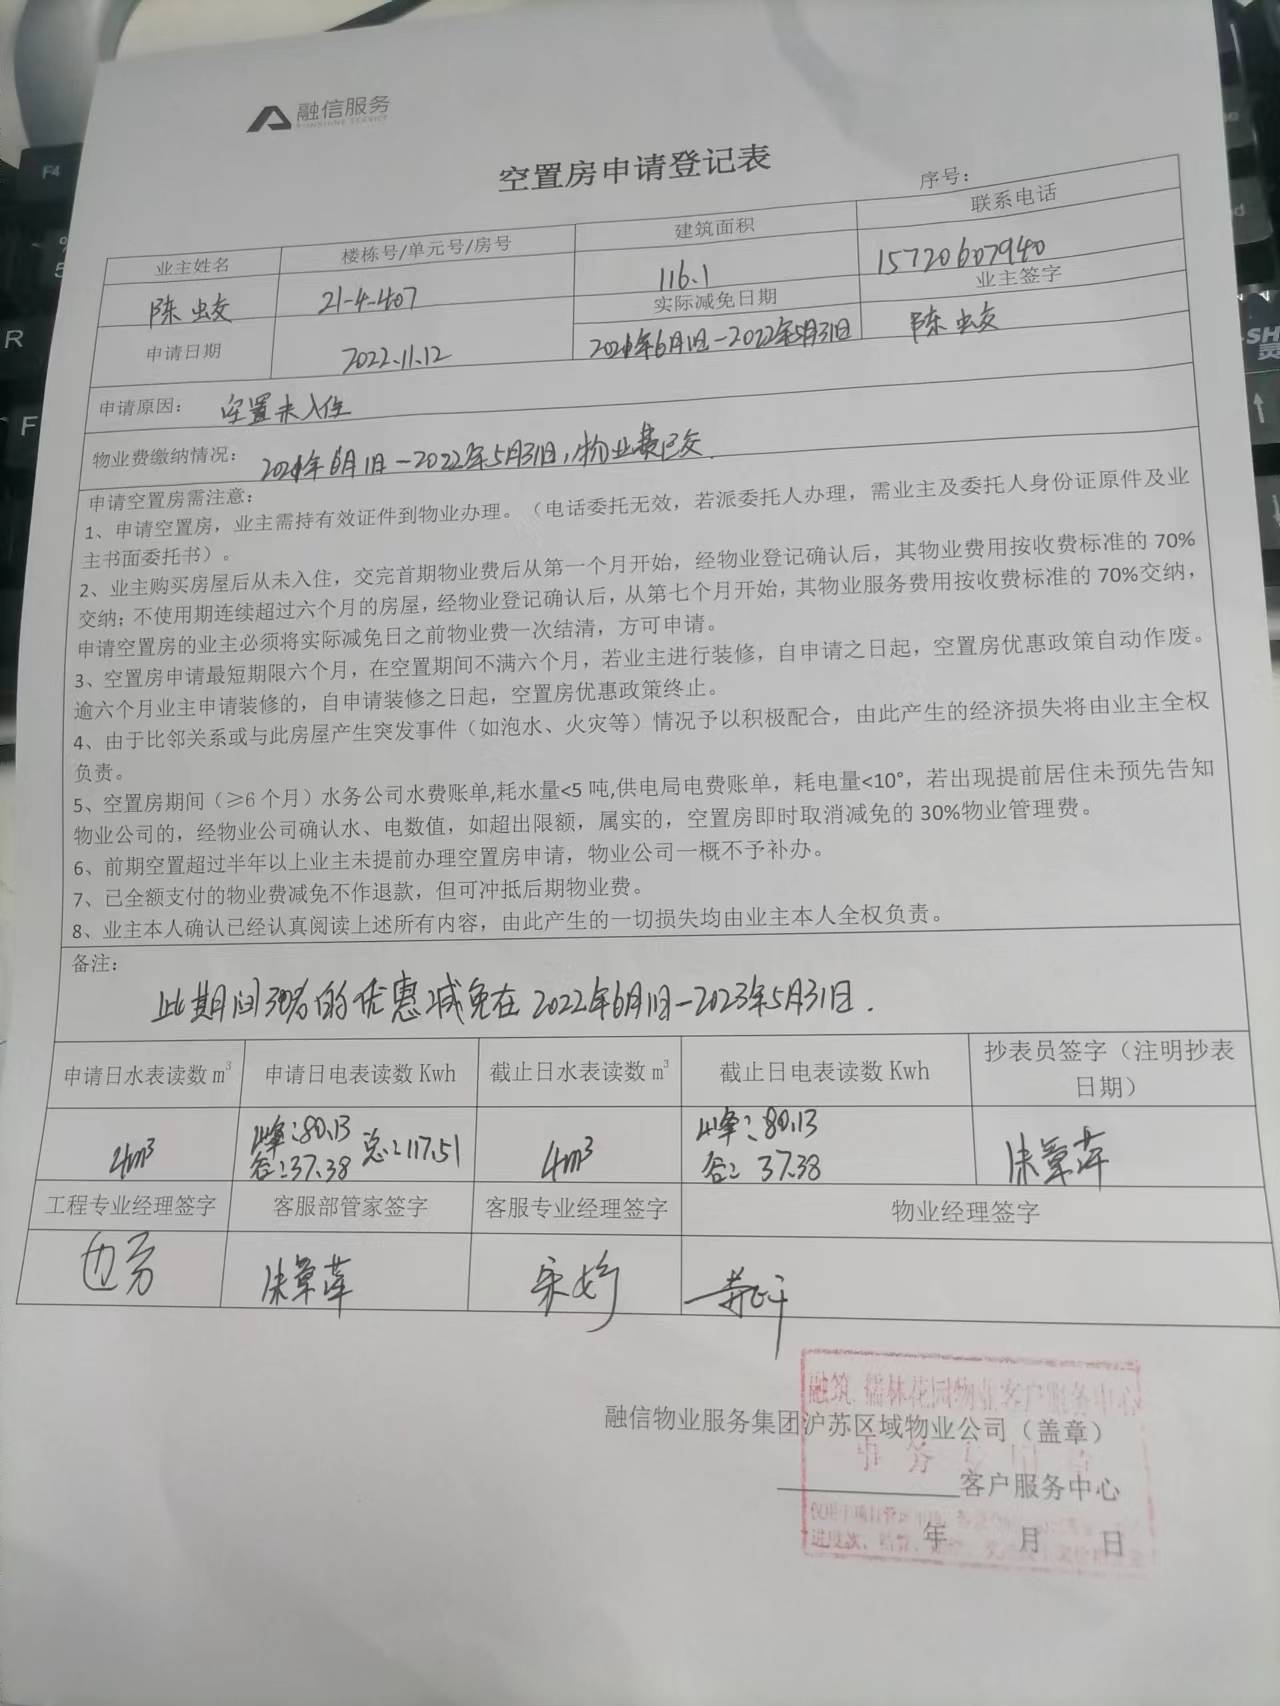 融信服务
空置房申请登记表
序号：
业主姓名 楼栋号/单元号/房号 建筑面积 联系电话
陈蛟 21-4-407 116.1 15720607940
实际减免日期 业主签字
申请日期 2022.11.12 2021年6月1日-2022年5月31日 陈蛟
申请原因： 空置未入住
物业费缴纳情况： 2021年6月1日-2022年5月31日，物业费已交.
申请空置房需注意：
1、申请空置房，业主需持有效证件到物业办理。（电话委托无效，若派委托人办理，需业主及委托人身份证原件及业
主书面委托书）。
2、业主购买房屋后从未入住，交完首期物业费后从第一个月开始，经物业登记确认后，其物业费用按收费标准的 70%
交纳；不使用期连续超过六个月的房屋，经物业登记确认后，从第七个月开始，其物业服务费用按收费标准的 70%交纳，
申请空置房的业主必须将实际减免日之前物业费一次结清，方可申请。
3、空置房申请最短期限六个月，在空置期间不满六个月，若业主进行装修，自申请之日起，空置房优惠政策自动作废。
逾六个月业主申请装修的，自申请装修之日起，空置房优惠政策终止。
4、由于比邻关系或与此房屋产生突发事件（如泡水、火灾等）情况予以积极配合，由此产生的经济损失将由业主全权
负责。
5、空置房期间（≥6 个月）水务公司水费账单,耗水量<5 吨,供电局电费账单，耗电量<10°，若出现提前居住未预先告知
物业公司的，经物业公司确认水、电数值，如超出限额，属实的，空置房即时取消减免的 30%物业管理费。
6、前期空置超过半年以上业主未提前办理空置房申请，物业公司一概不予补办。
7、已全额支付的物业费减免不作退款，但可冲抵后期物业费。
8、业主本人确认已经认真阅读上述所有内容，由此产生的一切损失均由业主本人全权负责。
备注：
此期间30%的优惠减免在2022年6月1日-2023年5月31日.
申请日水表读数 m³ 申请日电表读数 Kwh 截止日水表读数 m³ 截止日电表读数 Kwh 抄表员签字（注明抄表
日期）
4m³ 峰：80.13 总：117.51 4m³ 峰：80.13
谷：37.38 谷：37.38
工程专业经理签字 客服部管家签字 客服专业经理签字 物业经理签字
融筑 儒林花园物业客户服务中心
融信物业服务集团沪苏区域物业公司（盖章）
客户服务中心
年 月 日